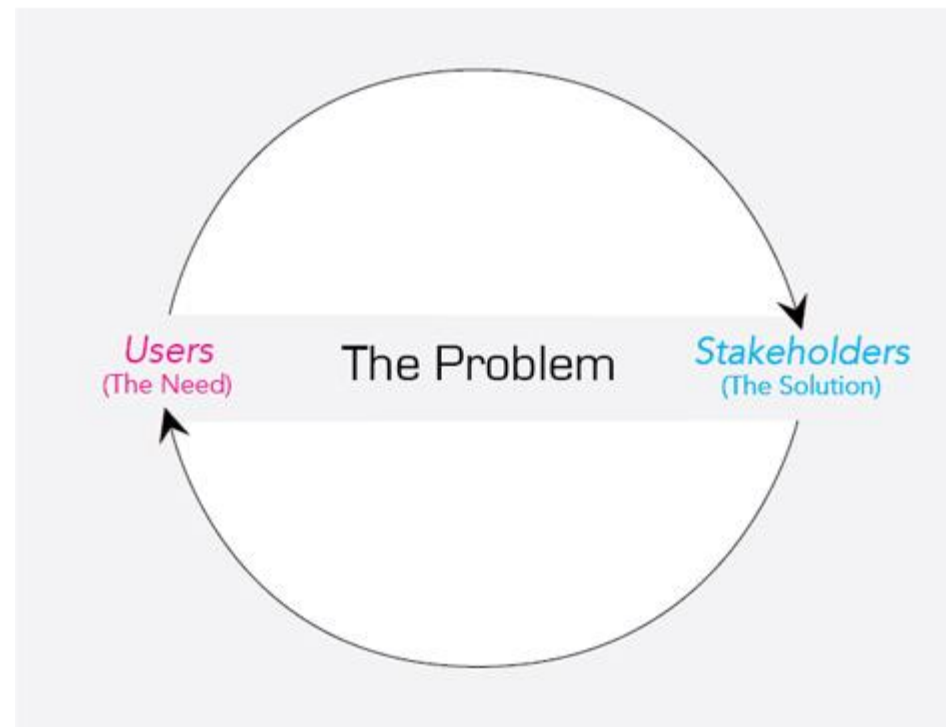 Users
(The Need)
The Problem
Stakeholders
(The Solution)